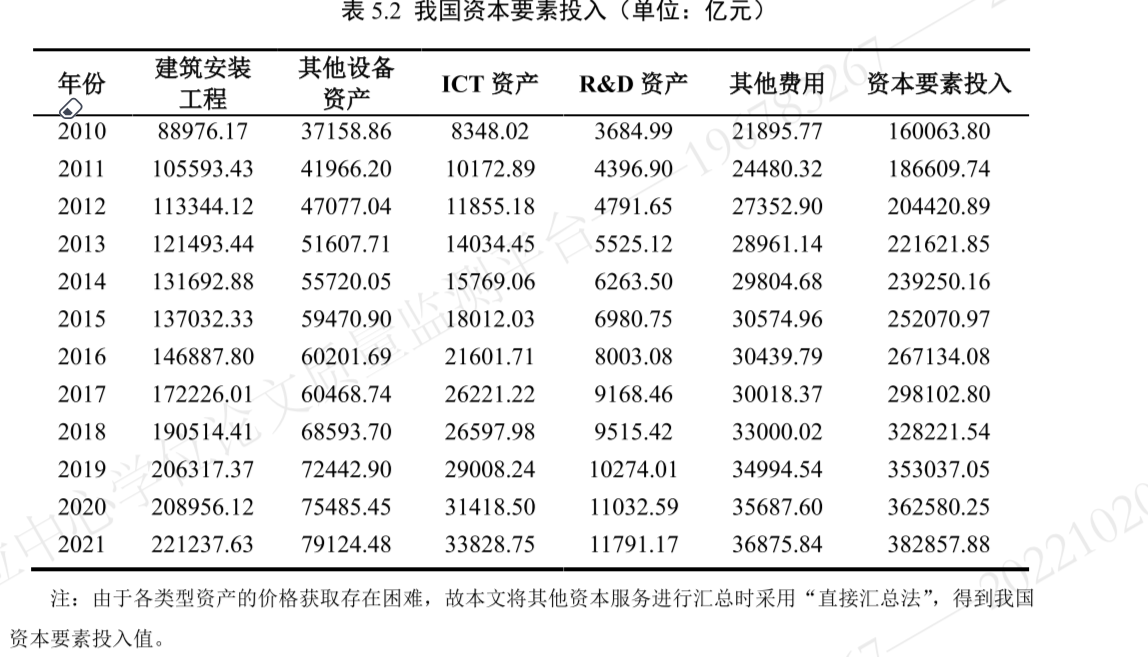 表 5.2 我国资本要素投入（单位：亿元）
年份 建筑安装工程 其他设备资产 ICT 资产 R&D 资产 其他费用 资本要素投入
2010 88976.17 37158.86 8348.02 3684.99 21895.77 160063.80
2011 105593.43 41966.20 10172.89 4396.90 24480.32 186609.74
2012 113344.12 47077.04 11855.18 4791.65 27352.90 204420.89
2013 121493.44 51607.71 14034.45 5525.12 28961.14 221621.85
2014 131692.88 55720.05 15769.06 6263.50 29804.68 239250.16
2015 137032.33 59470.90 18012.03 6980.75 30574.96 252070.97
2016 146887.80 60201.69 21601.71 8003.08 30439.79 267134.08
2017 172226.01 60468.74 26221.22 9168.46 30018.37 298102.80
2018 190514.41 68593.70 26597.98 9515.42 33000.02 328221.54
2019 206317.37 72442.90 29008.24 10274.01 34994.54 353037.05
2020 208956.12 75485.45 31418.50 11032.59 35687.60 362580.25
2021 221237.63 79124.48 33828.75 11791.17 36875.84 382857.88
注：由于各类型资产的价格获取存在困难，故本文将其他资本服务进行汇总时采用“直接汇总法”，得到我国
资本要素投入值。